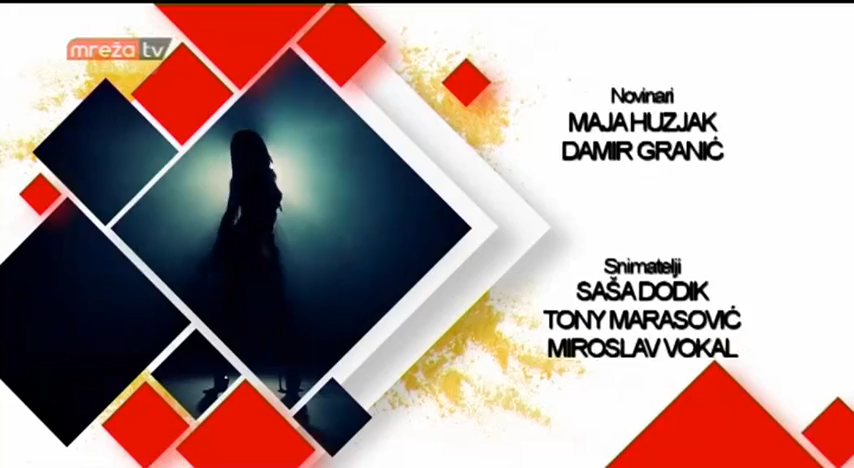 mreža tv
Novinari
MAJA HUZJAK
DAMIR GRANIĆ
Snimatelji
SAŠA DODIK
TONY MARASOVIĆ
MIROSLAV VOKAL